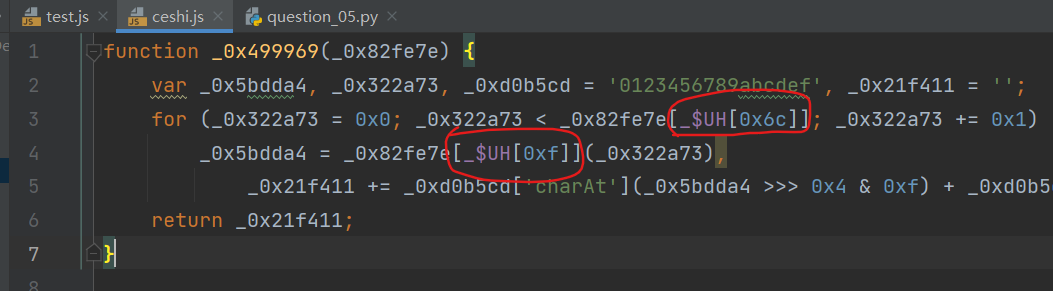 test.js ceshi.js question_05.py
1 function _0x499969(_0x82fe7e) {
2 var _0x5bdda4, _0x322a73, _0xd0b5cd = '0123456789abcdef', _0x21f411 = '';
3 for (_0x322a73 = 0x0; _0x322a73 < _0x82fe7e[_$UH[0x6c]]; _0x322a73 += 0x1)
4 _0x5bdda4 = _0x82fe7e[_$UH[0xf]](_0x322a73),
5 _0x21f411 += _0xd0b5cd['charAt'](_0x5bdda4 >>> 0x4 & 0xf) + _0xd0b5
6 return _0x21f411;
7 }
8